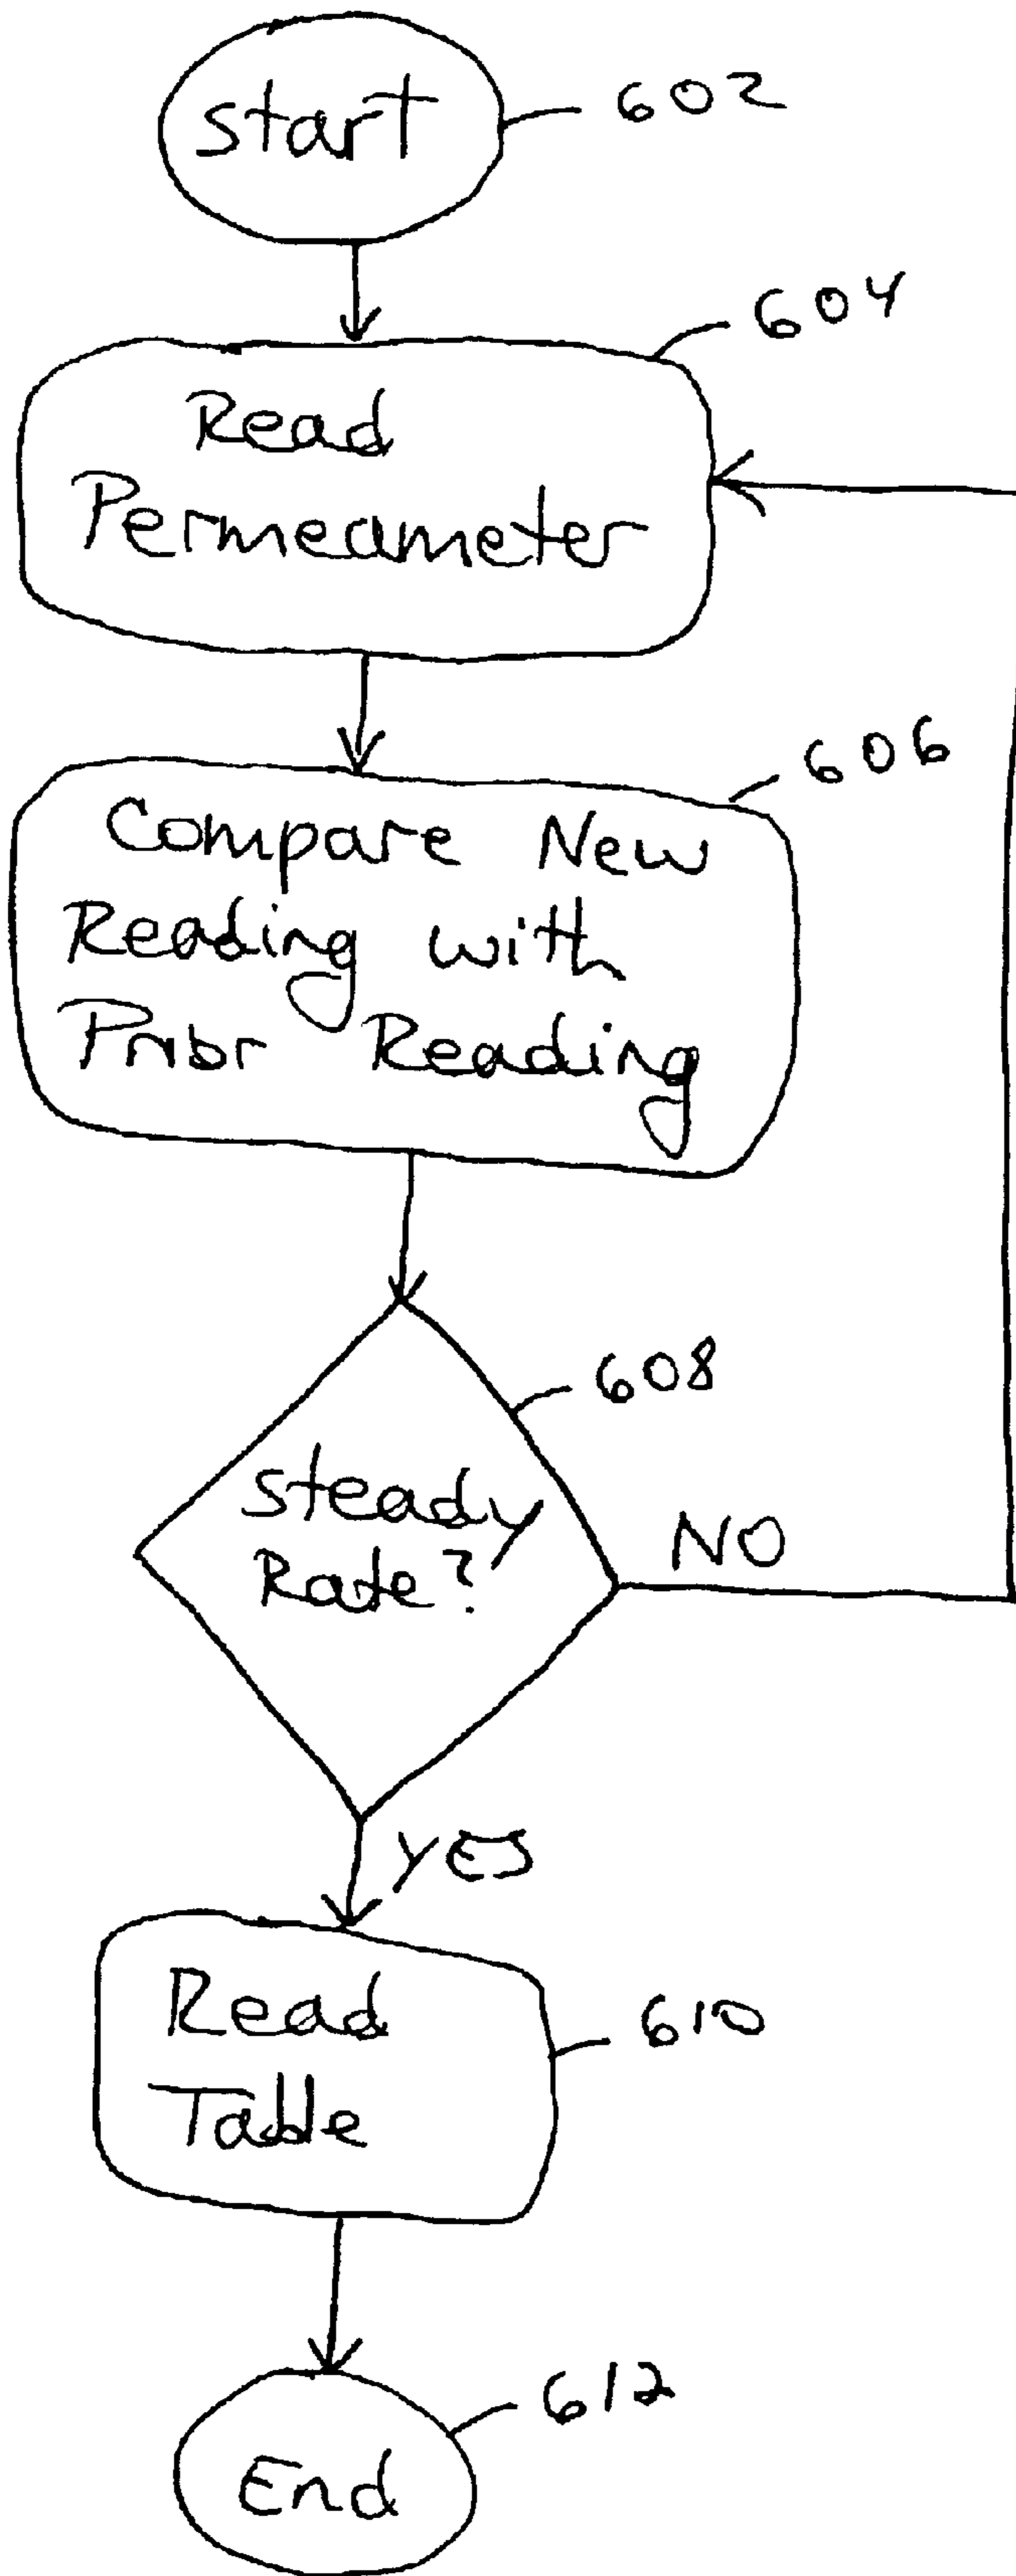 start
602
604
Read
Permeameter
606
Compare New
Reading with
Prior Reading
608
Steady
Rate?
NO
YES
Read
Table
610
612
End